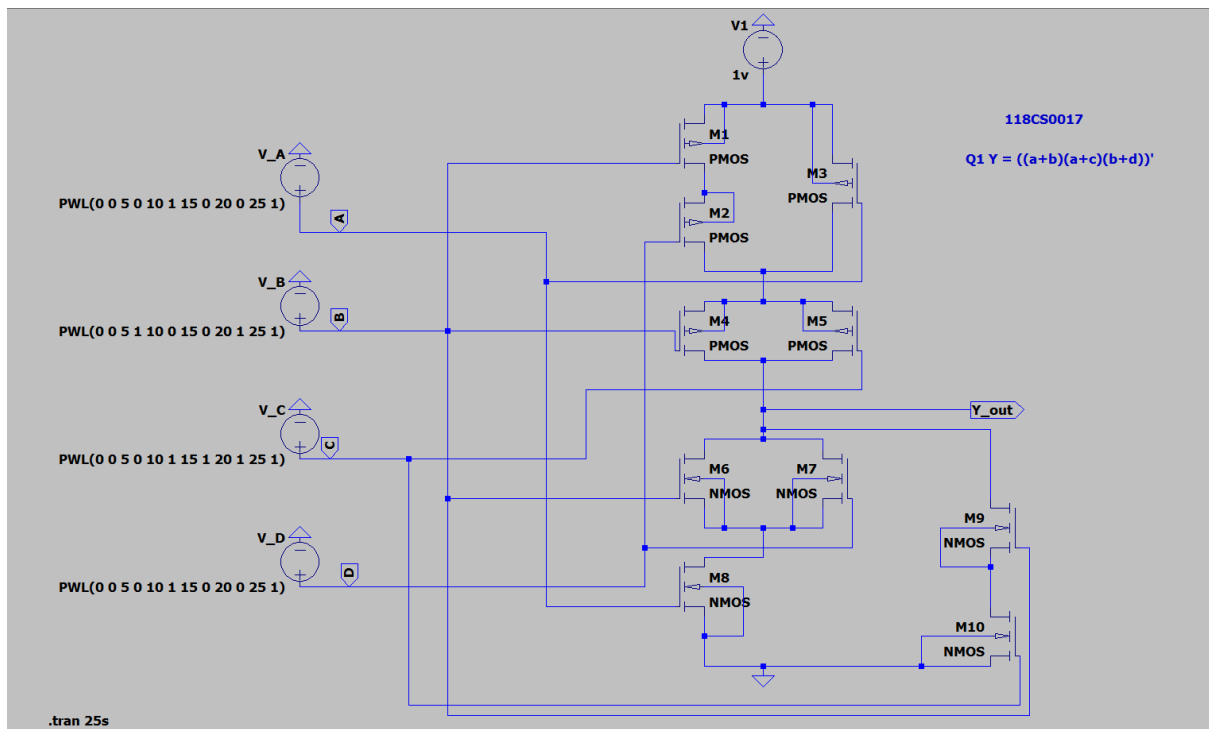 V1
1v
118CS0017
Q1 Y = ((a+b)(a+c)(b+d))'
M1
PMOS
M3
PMOS
M2
PMOS
V_A
PWL(0 0 5 0 10 1 15 0 20 0 25 1)
A
V_B
PWL(0 0 5 1 10 0 15 0 20 1 25 1)
B
M4
PMOS
M5
PMOS
V_C
PWL(0 0 5 0 10 1 15 1 20 1 25 1)
C
Y_out
M6
NMOS
M7
NMOS
V_D
PWL(0 0 5 0 10 1 15 0 20 0 25 1)
D
M8
NMOS
M9
NMOS
M10
NMOS
.tran 25s